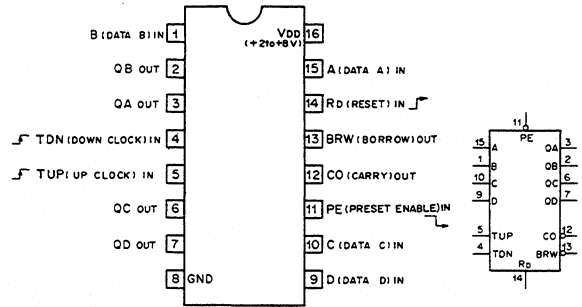 B (DATA B) IN 1
16 VDD
(+2to+8V)
QB OUT 2
15 A (DATA A) IN
QA OUT 3
14 RD (RESET) IN
TDN (DOWN CLOCK) IN 4
13 BRW (BORROW) OUT
TUP (UP CLOCK) IN 5
12 CO (CARRY) OUT
QC OUT 6
11 PE (PRESET ENABLE) IN
QD OUT 7
10 C (DATA C) IN
8 GND
9 D (DATA D) IN
11
PE
15 A QA 3
1 B QB 2
10 C QC 6
9 D QD 7
5 TUP CO 12
4 TDN BRW 13
RD
14